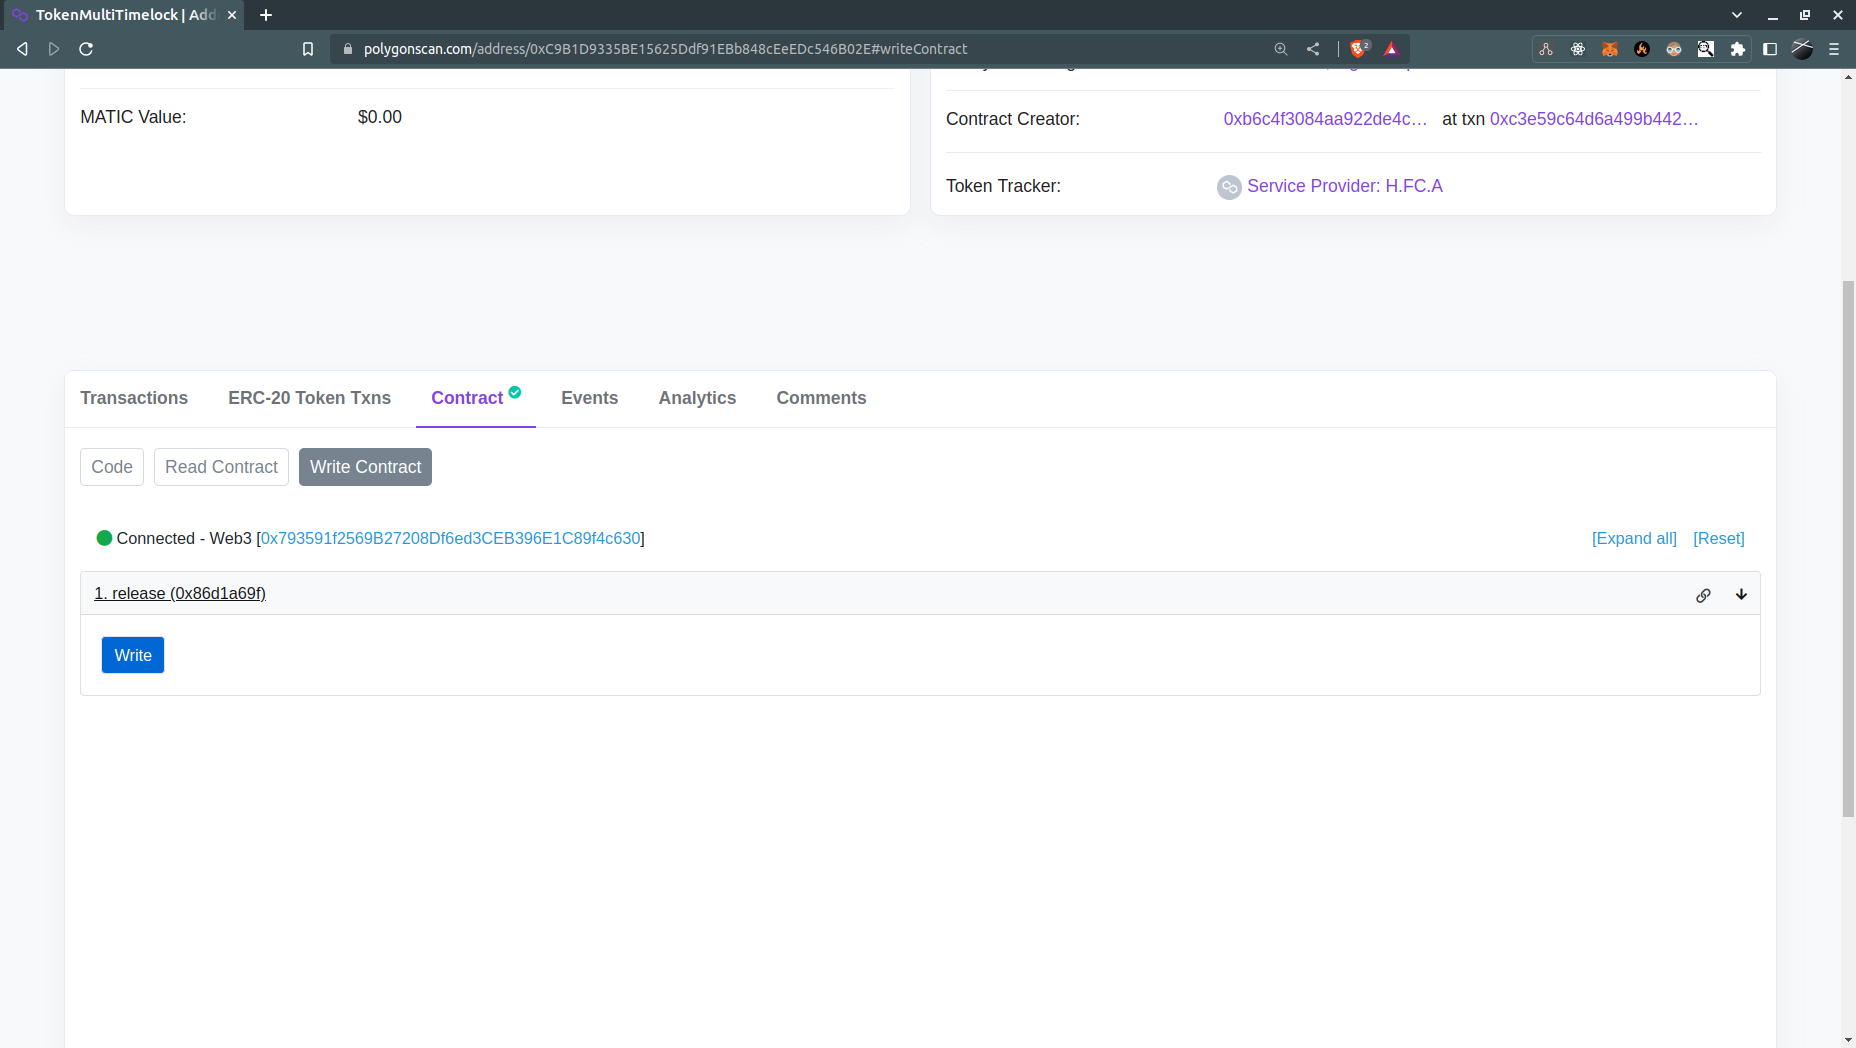 TokenMultiTimelock | Add
polygonscan.com/address/0xC9B1D9335BE15625Ddf91EBb848cEeEDc546B02E#writeContract
2
MATIC Value: $0.00
Contract Creator: 0xb6c4f3084aa922de4c… at txn 0xc3e59c64d6a499b442…
Token Tracker: Service Provider: H.FC.A
Transactions ERC-20 Token Txns Contract Events Analytics Comments
Code Read Contract Write Contract
Connected - Web3 [0x793591f2569B27208Df6ed3CEB396E1C89f4c630] [Expand all] [Reset]
1. release (0x86d1a69f)
Write